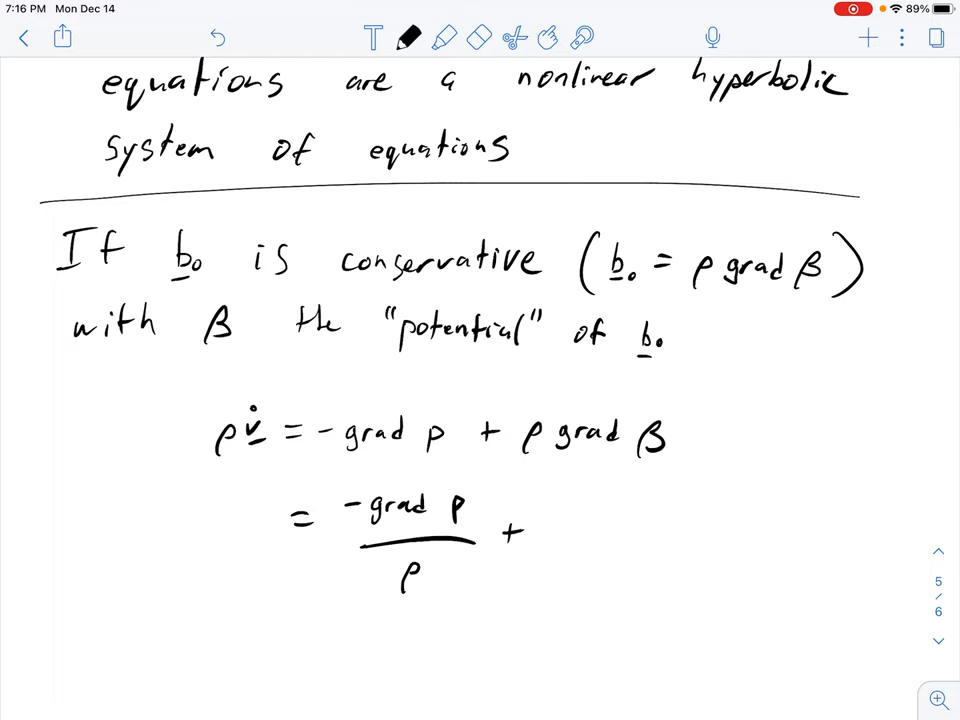 7:16 PM Mon Dec 14
89%
equations are a nonlinear hyperbolic
system of equations
If b₀ is conservative (b₀ = ρ grad β)
with β the "potential" of b₀
ρv̇ = - grad p + ρ grad β
= - grad p / ρ +
5
/
6